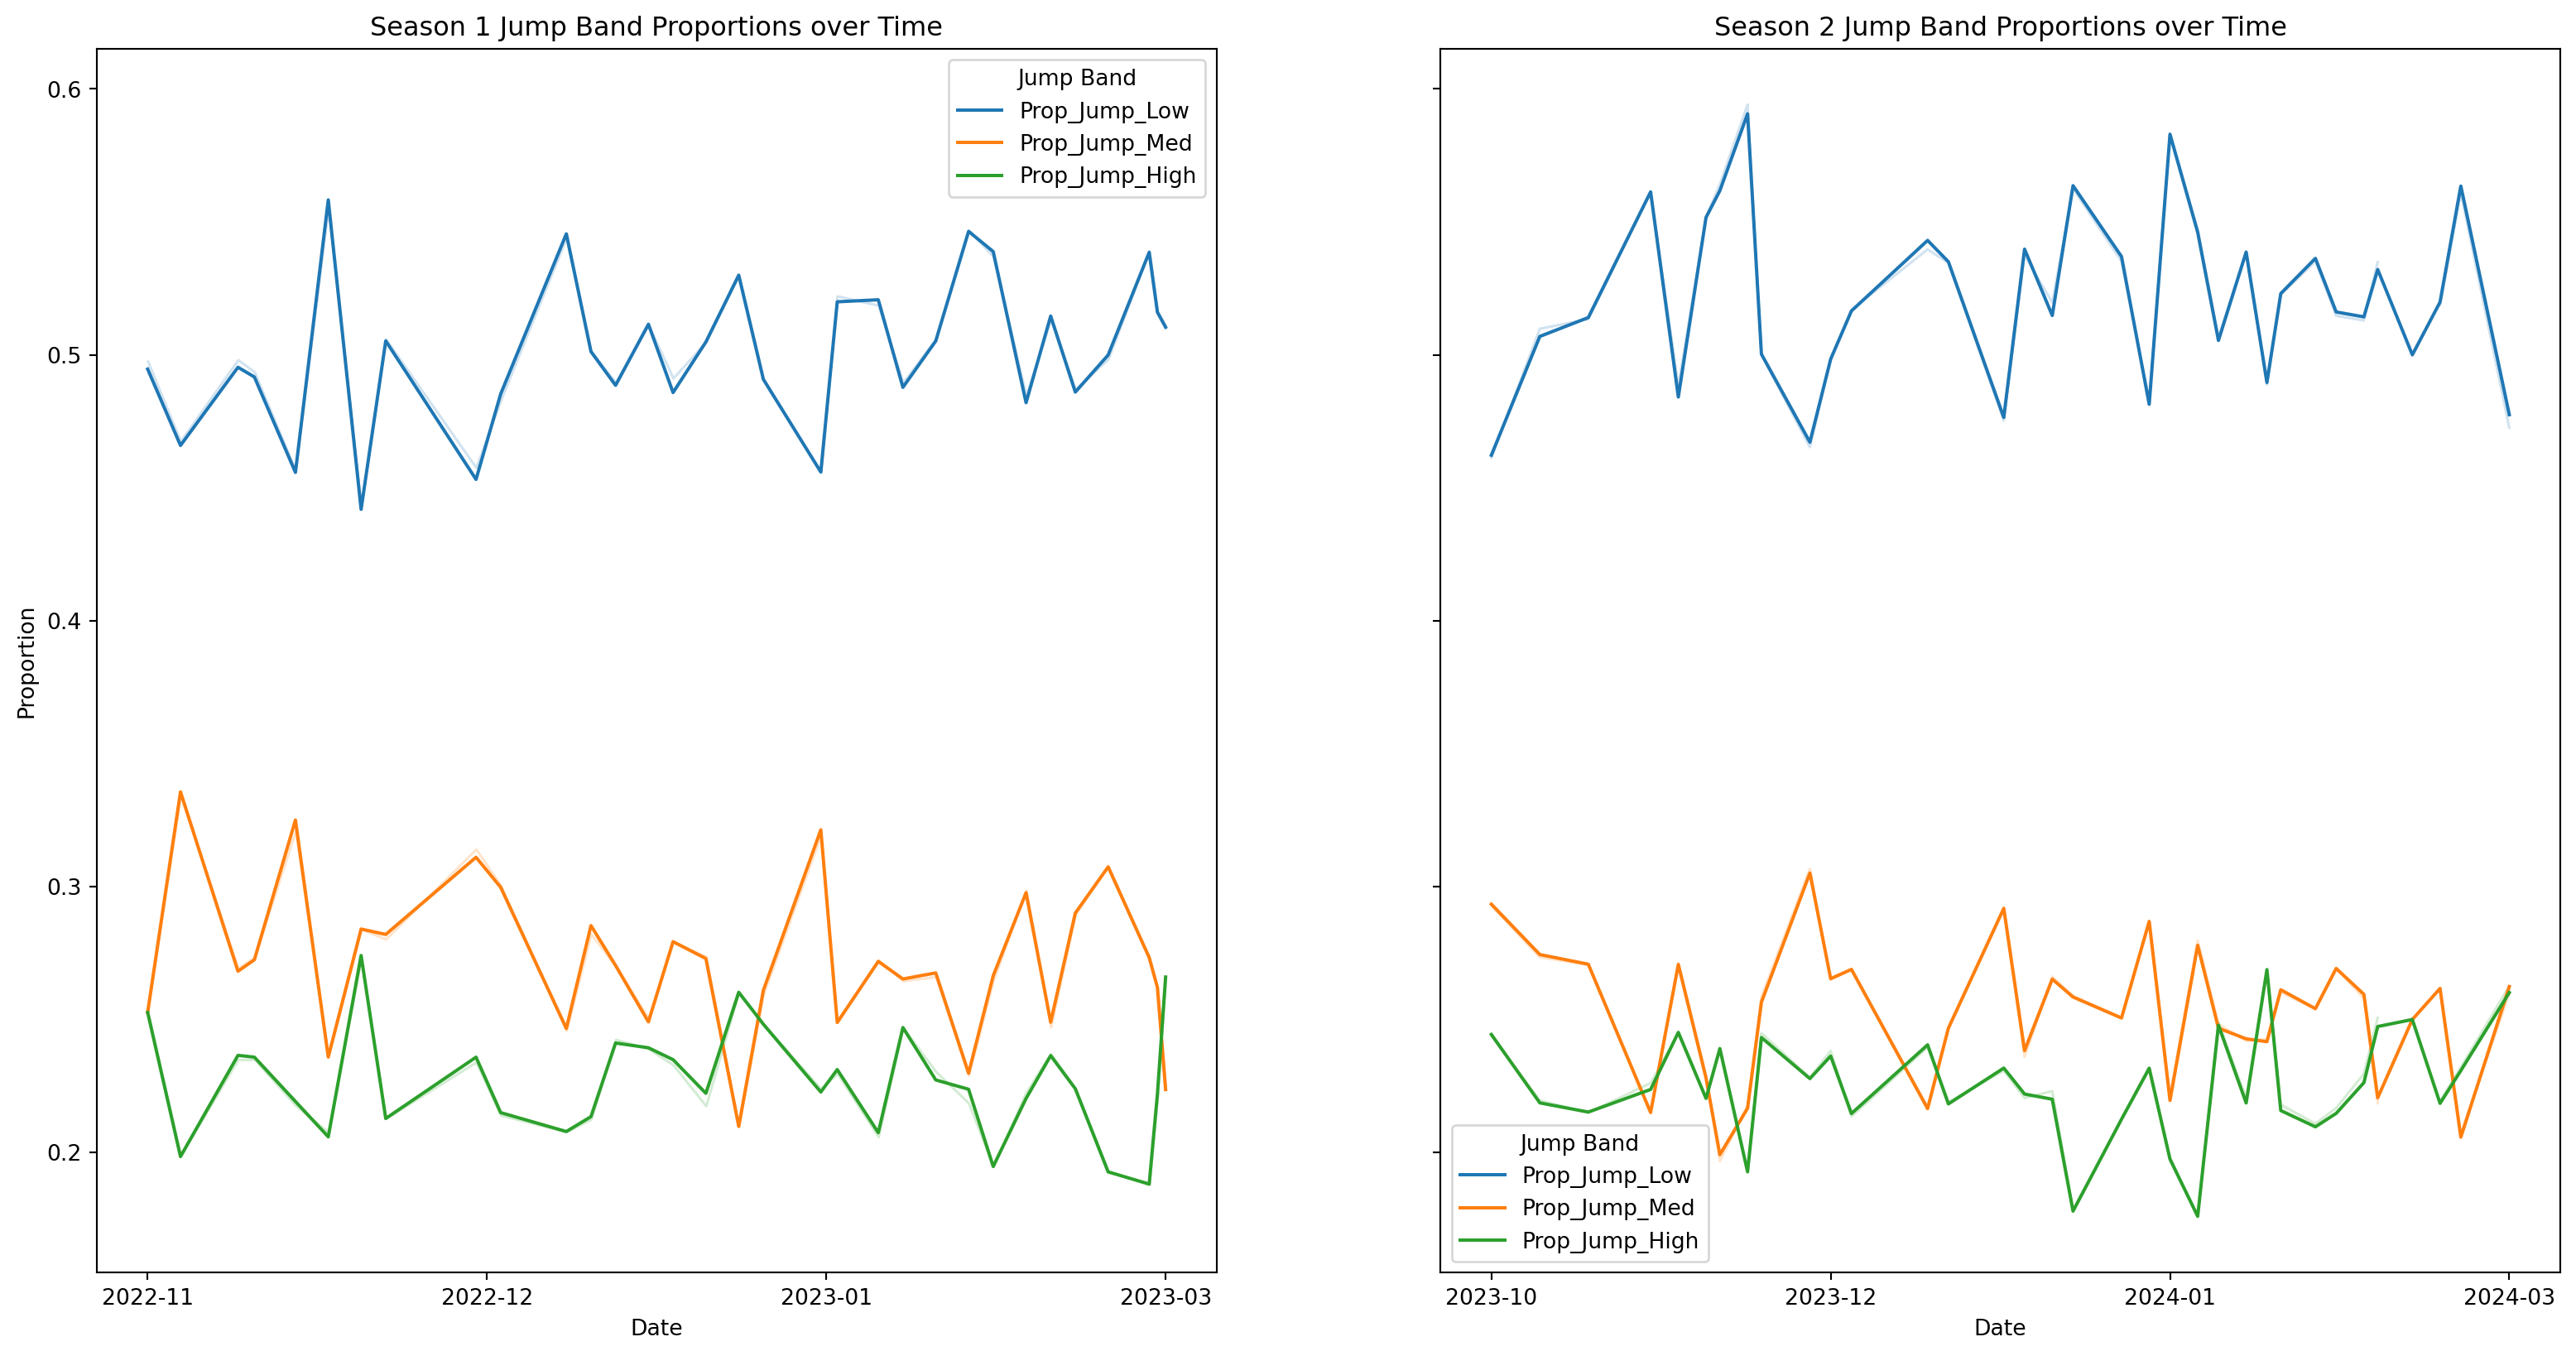 Season 1 Jump Band Proportions over Time
Proportion
0.6
0.5
0.4
0.3
0.2
Jump Band
Prop_Jump_Low
Prop_Jump_Med
Prop_Jump_High
2022-11
2022-12
2023-01
2023-03
Date
Season 2 Jump Band Proportions over Time
Jump Band
Prop_Jump_Low
Prop_Jump_Med
Prop_Jump_High
2023-10
2023-12
2024-01
2024-03
Date